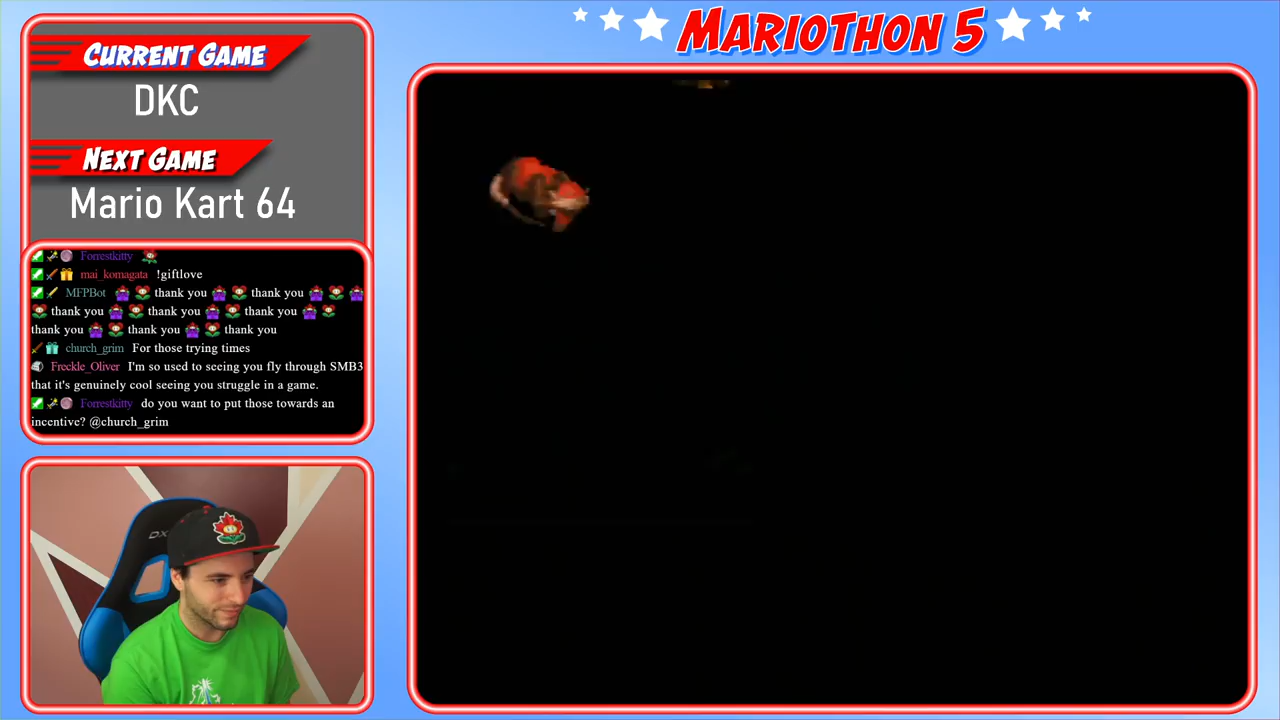 MARIOTHON 5
CURRENT GAME
DKC
NEXT GAME
Mario Kart 64
Forrestkitty
mai_komagata !giftlove
MFPBot thank you thank you
thank you thank you thank you
thank you thank you thank you
church_grim For those trying times
Freckle_Oliver I'm so used to seeing you fly through SMB3
that it's genuinely cool seeing you struggle in a game.
Forrestkitty do you want to put those towards an
incentive? @church_grim
DX